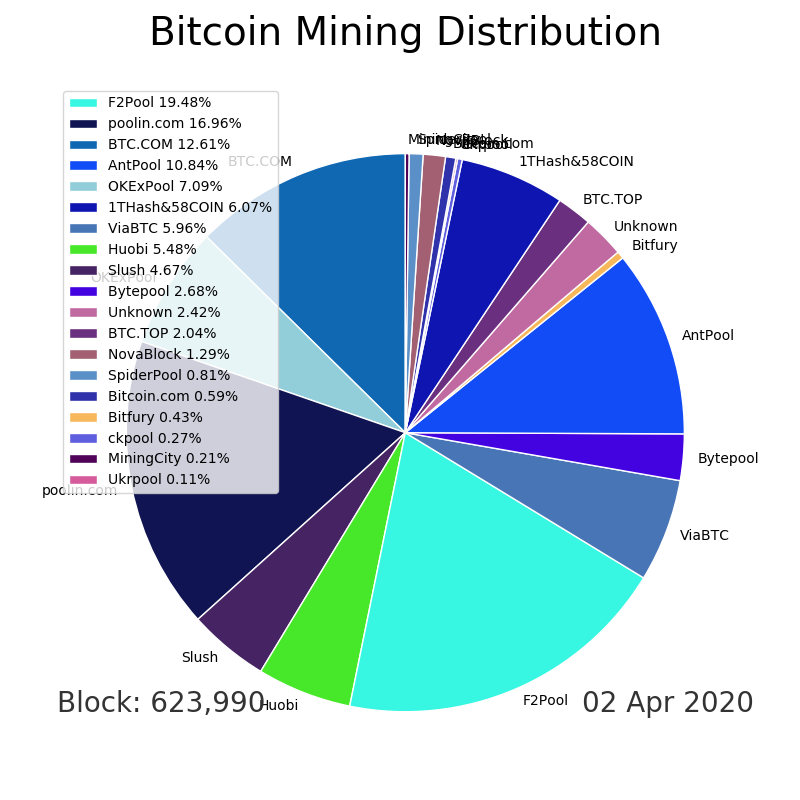 Bitcoin Mining Distribution
F2Pool 19.48%
poolin.com 16.96%
BTC.COM 12.61%
AntPool 10.84%
OKExPool 7.09%
1THash&58COIN 6.07%
ViaBTC 5.96%
Huobi 5.48%
Slush 4.67%
Bytepool 2.68%
Unknown 2.42%
BTC.TOP 2.04%
NovaBlock 1.29%
SpiderPool 0.81%
Bitcoin.com 0.59%
Bitfury 0.43%
ckpool 0.27%
MiningCity 0.21%
Ukrpool 0.11%
BTC.COM
1THash&58COIN
BTC.TOP
Unknown
Bitfury
OKExPool
AntPool
Bytepool
poolin.com
ViaBTC
Slush
Huobi
F2Pool
Block: 623,990
02 Apr 2020